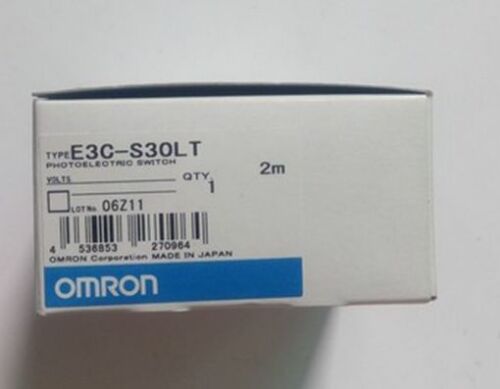 TYPE E3C-S30LT 2m
PHOTOELECTRIC SWITCH
VOLTS QTY. 1
LOT No. 06Z11
4 536853 270964
OMRON Corporation MADE IN JAPAN
OMRON